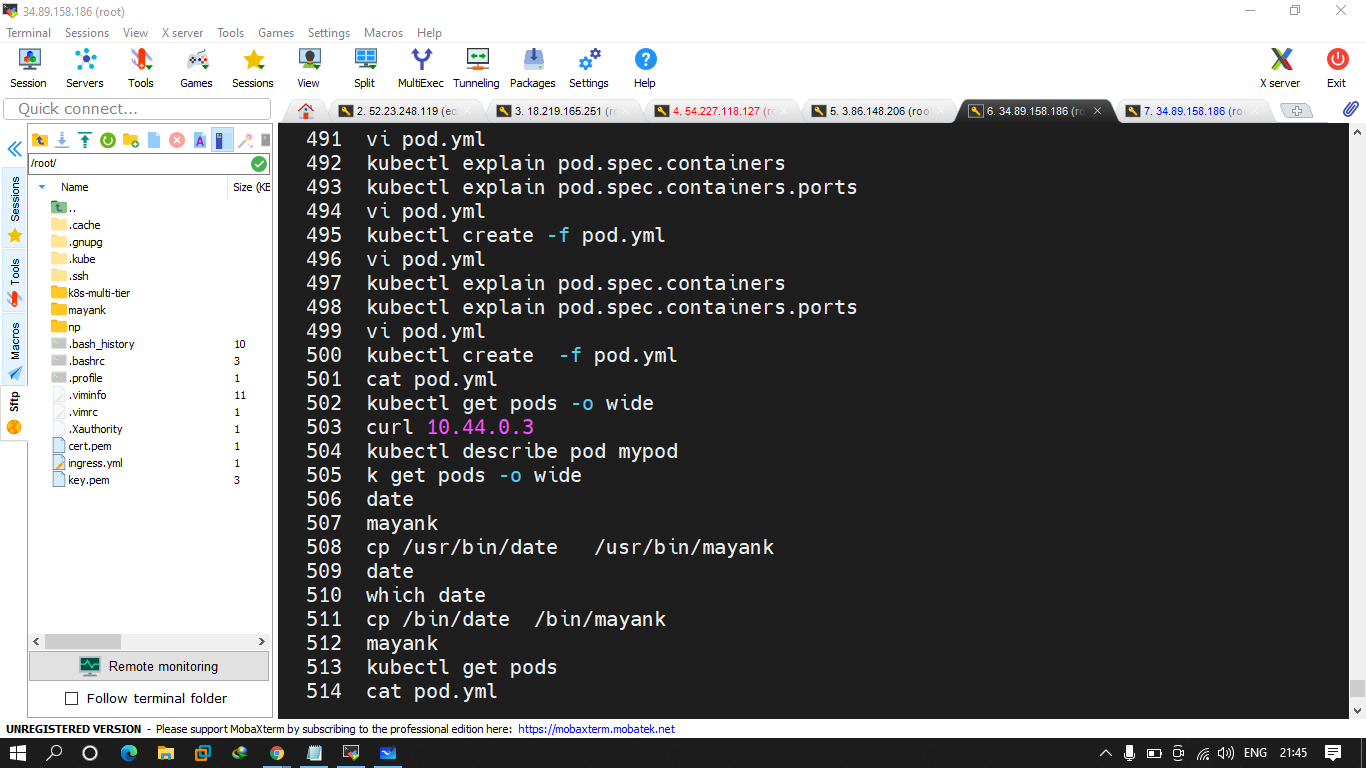 34.89.158.186 (root)
Terminal Sessions View X server Tools Games Settings Macros Help
Session Servers Tools Games Sessions View Split MultiExec Tunneling Packages Settings Help X server Exit
Quick connect...
2. 52.23.248.119 (ec 3. 18.219.165.251 (r 4. 54.227.118.127 (r 5. 3.86.148.206 (root 6. 34.89.158.186 (ro 7. 34.89.158.186 (ro
/root/
Name Size (KB
..
.cache
.gnupg
.kube
.ssh
k8s-multi-tier
mayank
np
.bash_history 10
.bashrc 3
.profile 1
.viminfo 11
.vimrc 1
.Xauthority 1
cert.pem 1
ingress.yml 1
key.pem 3
Sessions
Tools
Macros
Sftp
Remote monitoring
Follow terminal folder
491 vi pod.yml
492 kubectl explain pod.spec.containers
493 kubectl explain pod.spec.containers.ports
494 vi pod.yml
495 kubectl create -f pod.yml
496 vi pod.yml
497 kubectl explain pod.spec.containers
498 kubectl explain pod.spec.containers.ports
499 vi pod.yml
500 kubectl create  -f pod.yml
501 cat pod.yml
502 kubectl get pods -o wide
503 curl 10.44.0.3
504 kubectl describe pod mypod
505 k get pods -o wide
506 date
507 mayank
508 cp /usr/bin/date   /usr/bin/mayank
509 date
510 which date
511 cp /bin/date  /bin/mayank
512 mayank
513 kubectl get pods
514 cat pod.yml
UNREGISTERED VERSION - Please support MobaXterm by subscribing to the professional edition here: https://mobaxterm.mobatek.net
ENG 21:45